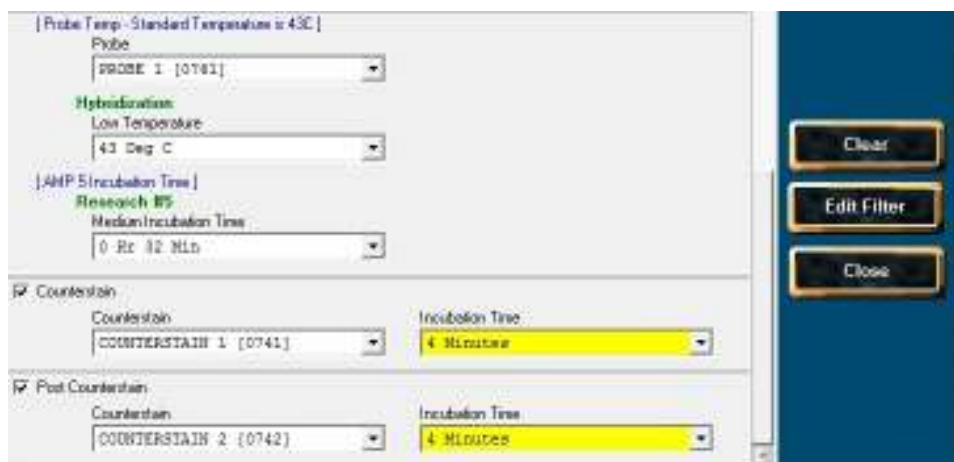 [ Probe Temp - Standard Temperature is 43C ]
Probe
PROBE 1 [0761]
Hybridization
Low Temperature
43 Deg C
[ AMP 5 Incubation Time ]
Research IFS
Medium Incubation Time
0 Hr 32 Min
Counterstain
Counterstain
COUNTERSTAIN 1 [0741]
Incubation Time
4 Minutes
Post Counterstain
Counterstain
COUNTERSTAIN 2 [0742]
Incubation Time
4 Minutes
Clear
Edit Filter
Close